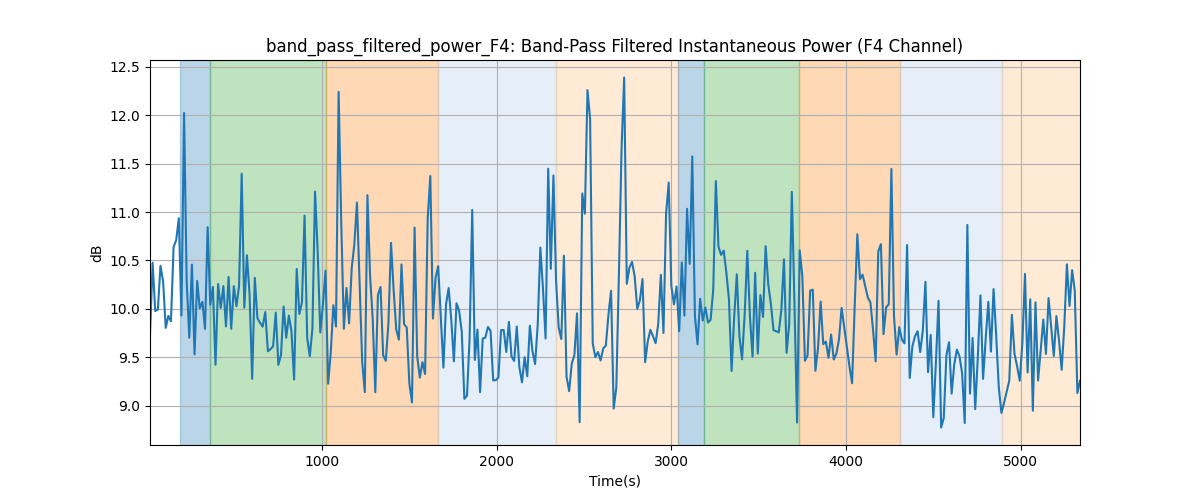 band_pass_filtered_power_F4: Band-Pass Filtered Instantaneous Power (F4 Channel)
12.5
12.0
11.5
11.0
10.5
10.0
9.5
9.0
dB
1000 2000 3000 4000 5000
Time(s)